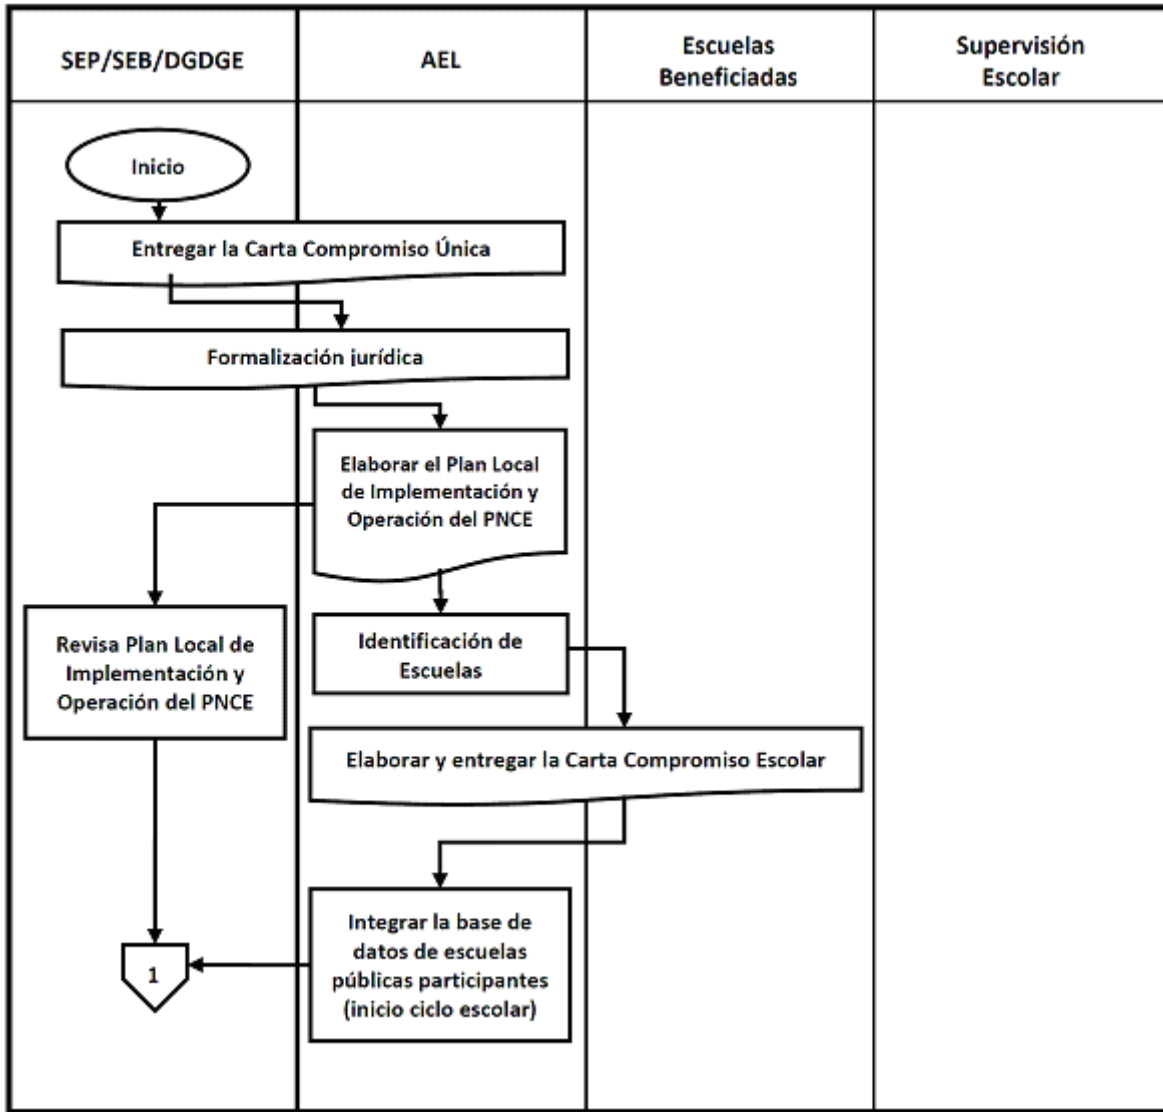 SEP/SEB/DGDGE
AEL
Escuelas
Beneficiadas
Supervisión
Escolar
Inicio
Entregar la Carta Compromiso Única
Formalización jurídica
Elaborar el Plan Local
de Implementación y
Operación del PNCE
Revisa Plan Local de
Implementación y
Operación del PNCE
Identificación de
Escuelas
Elaborar y entregar la Carta Compromiso Escolar
Integrar la base de
datos de escuelas
públicas participantes
(inicio ciclo escolar)
1